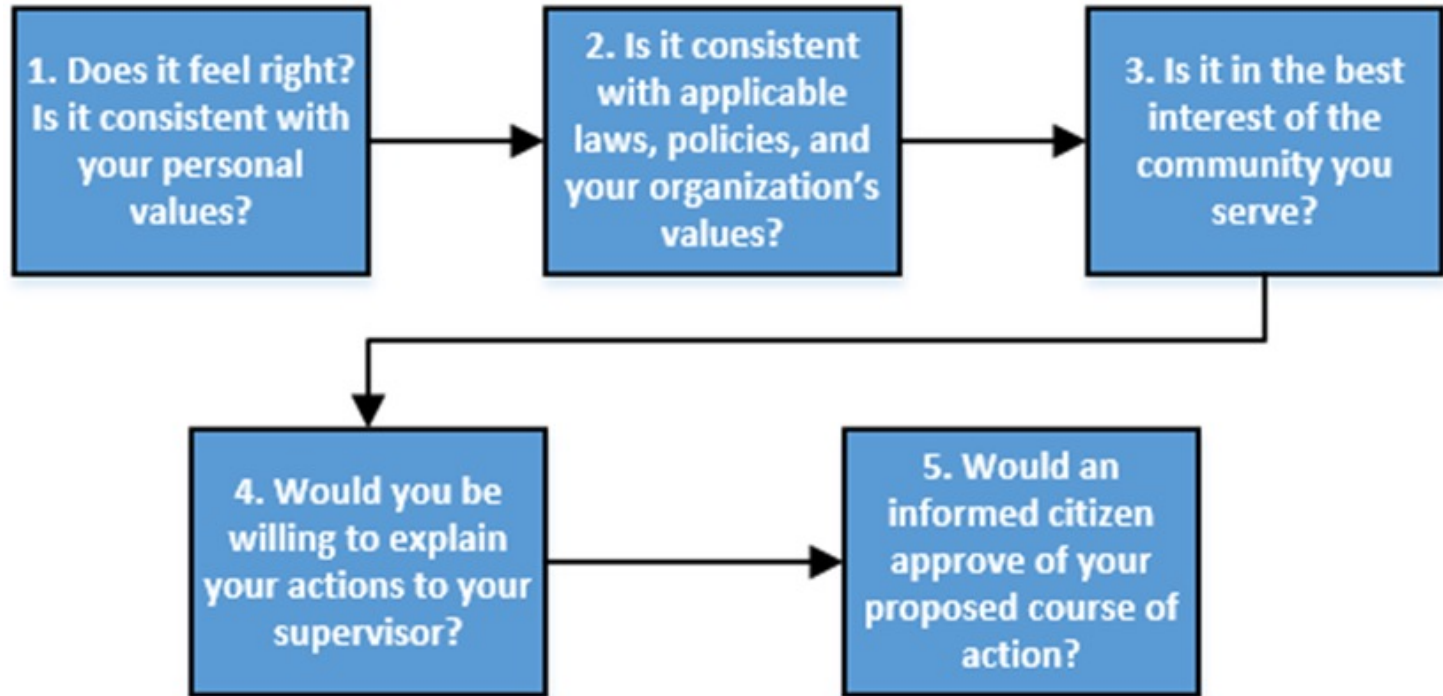 1. Does it feel right?
Is it consistent with
your personal
values?
2. Is it consistent
with applicable
laws, policies, and
your organization’s
values?
3. Is it in the best
interest of the
community you
serve?
4. Would you be
willing to explain
your actions to your
supervisor?
5. Would an
informed citizen
approve of your
proposed course of
action?